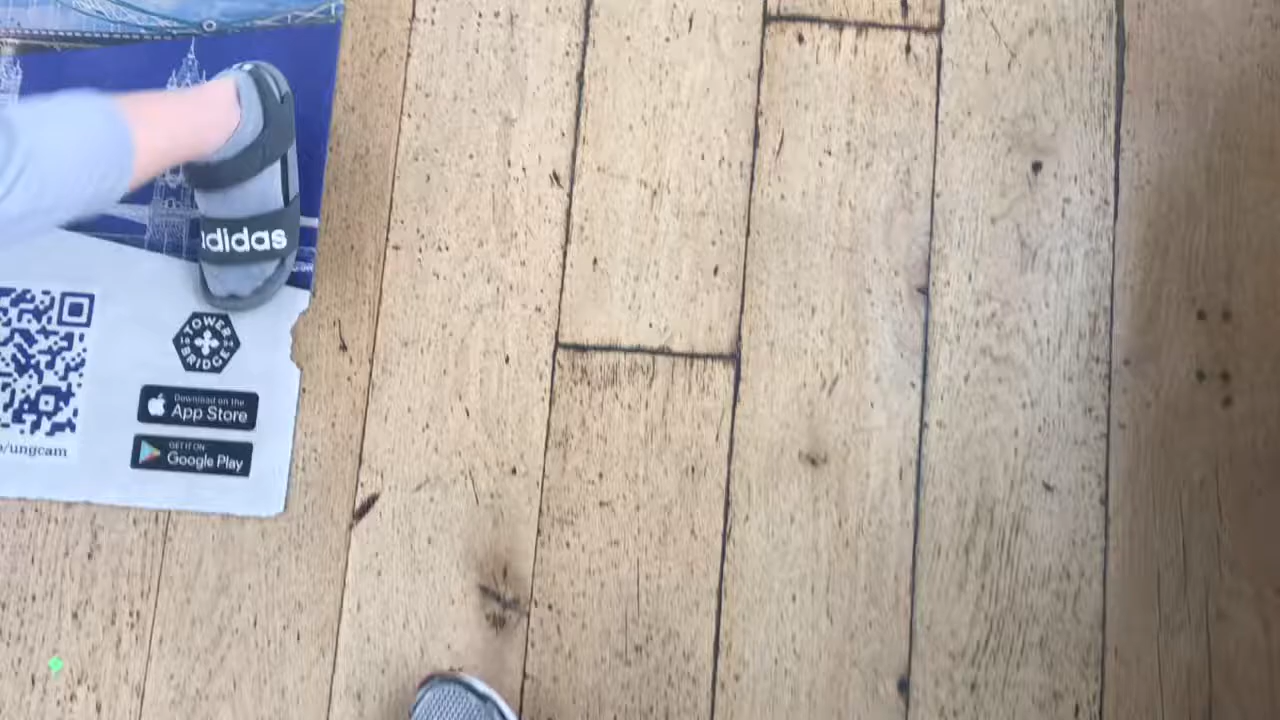 adidas
TOWER
BRIDGE
Download on the
App Store
GET IT ON
Google Play
/ungcam